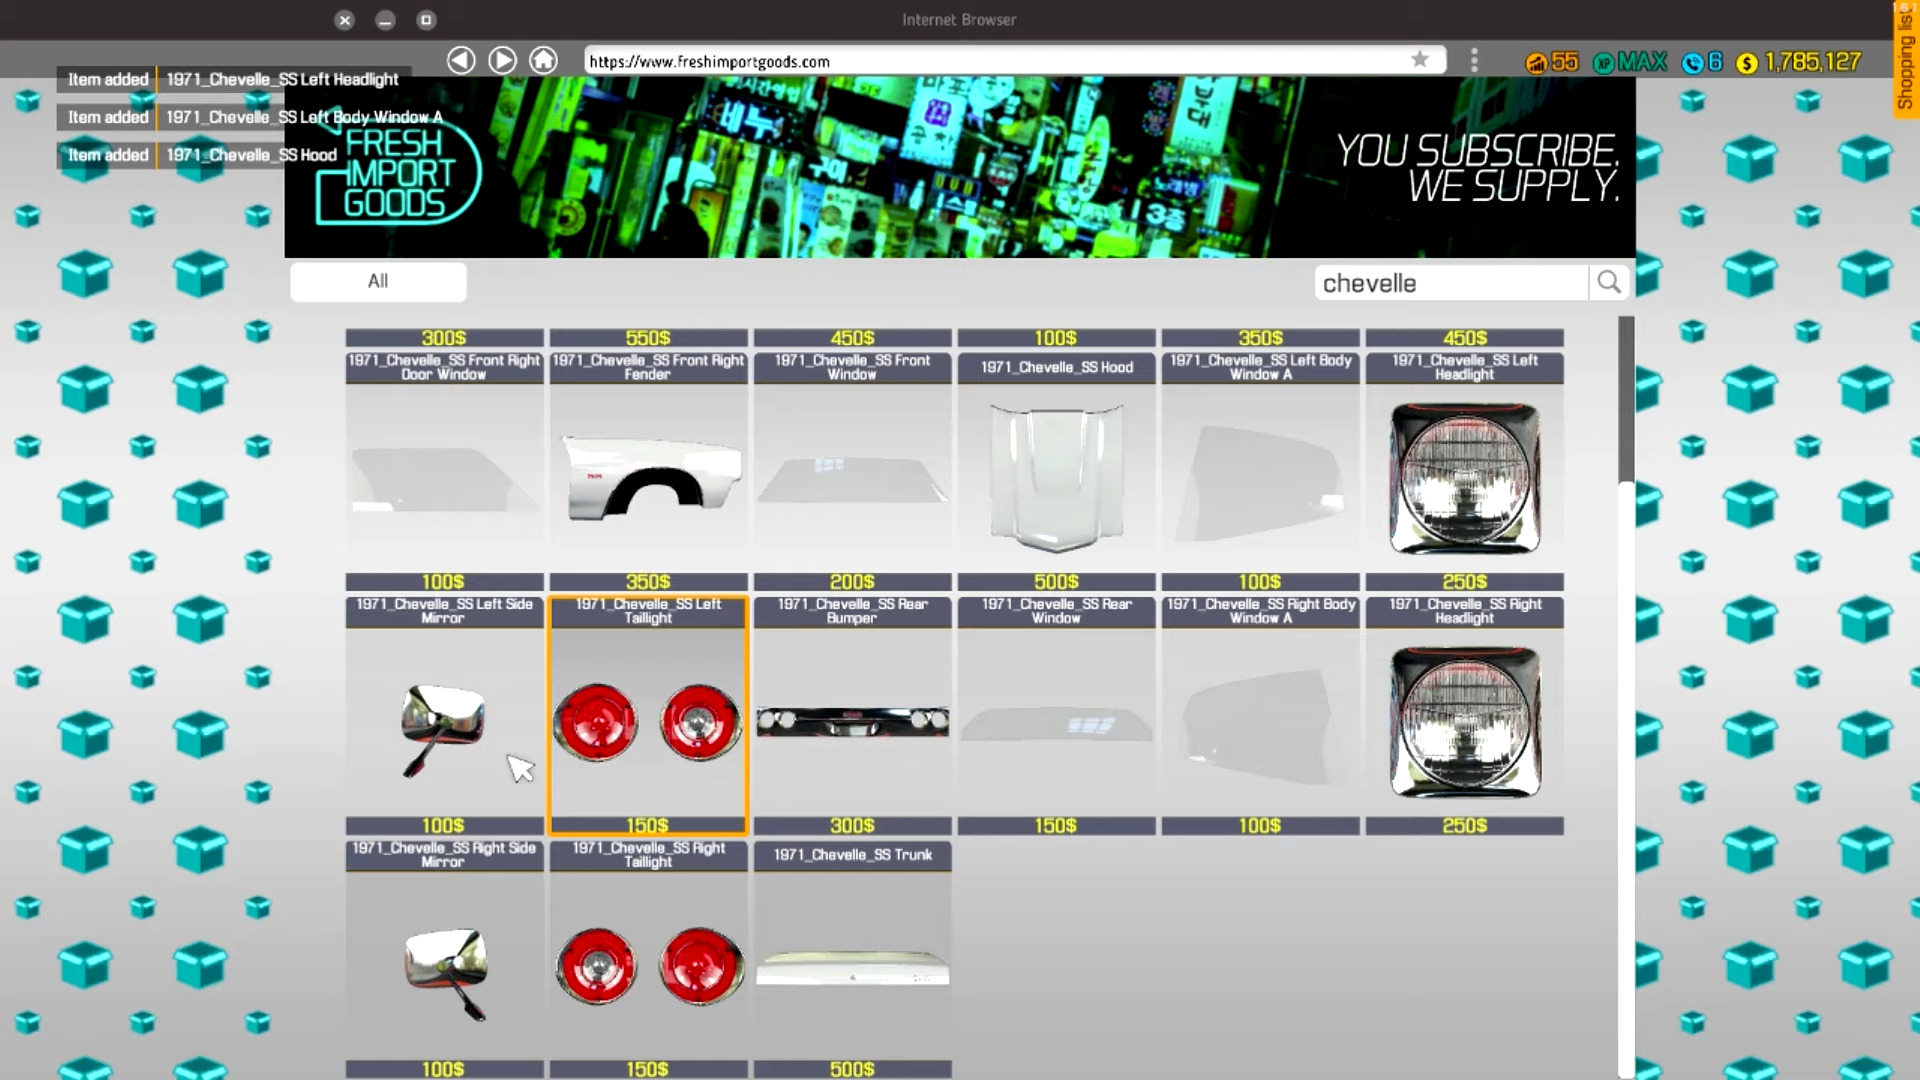 Internet Browser
https://www.freshimportgoods.com
55 XP MAX 6 $ 1,785,127
Shopping list
Item added 1971_Chevelle_SS Left Headlight
Item added 1971_Chevelle_SS Left Body Window A
Item added 1971_Chevelle_SS Hood
FRESH
IMPORT
GOODS
YOU SUBSCRIBE.
WE SUPPLY.
All
chevelle
300$ 550$ 450$ 100$ 350$ 450$
1971_Chevelle_SS Front Right Door Window
1971_Chevelle_SS Front Right Fender
1971_Chevelle_SS Front Window
1971_Chevelle_SS Hood
1971_Chevelle_SS Left Body Window A
1971_Chevelle_SS Left Headlight
100$ 350$ 200$ 500$ 100$ 250$
1971_Chevelle_SS Left Side Mirror
1971_Chevelle_SS Left Taillight
1971_Chevelle_SS Rear Bumper
1971_Chevelle_SS Rear Window
1971_Chevelle_SS Right Body Window A
1971_Chevelle_SS Right Headlight
100$ 150$ 300$ 150$ 100$ 250$
1971_Chevelle_SS Right Side Mirror
1971_Chevelle_SS Right Taillight
1971_Chevelle_SS Trunk
100$ 150$ 500$